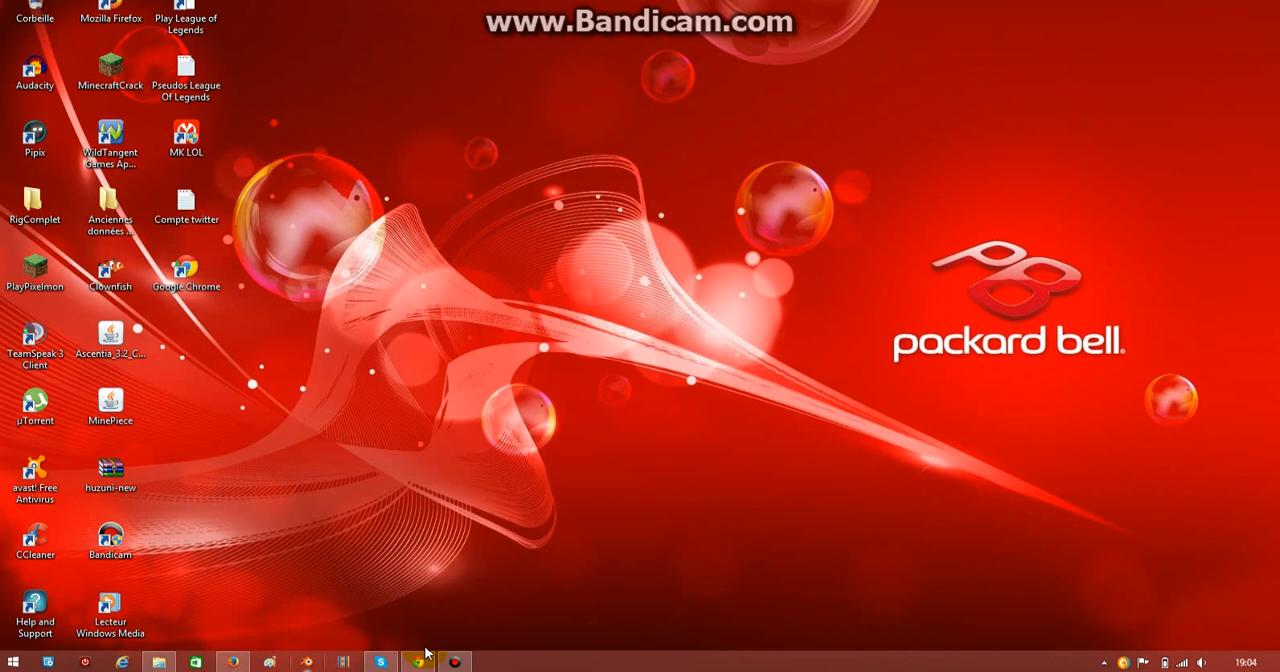 www.Bandicam.com
Corbeille
Mozilla Firefox
Play League of
Legends
Audacity
MinecraftCrack
Pseudos League
Of Legends
Pipix
WildTangent
Games Ap...
MK LOL
RigComplet
Anciennes
données ...
Compte twitter
PlayPixelmon
Clownfish
Google Chrome
TeamSpeak 3
Client
Ascentia_3.2_C...
µTorrent
MinePiece
avast! Free
Antivirus
huzuni-new
CCleaner
Bandicam
Help and
Support
Lecteur
Windows Media
packard bell
19:04